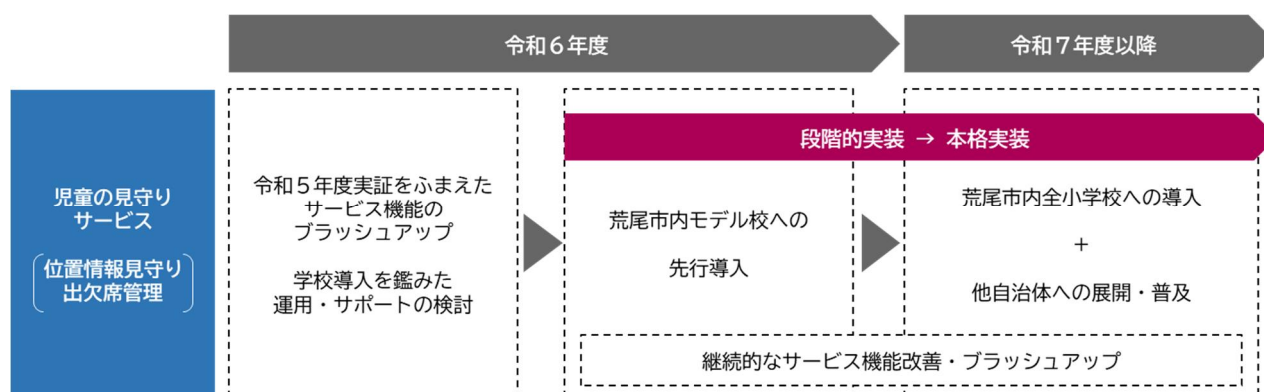 令和6年度
令和7年度以降
段階的実装 → 本格実装
児童の見守り
サービス
位置情報見守り
出欠席管理
令和5年度実証をふまえた
サービス機能の
ブラッシュアップ
学校導入を鑑みた
運用・サポートの検討
荒尾市内モデル校への
先行導入
荒尾市内全小学校への導入
+
他自治体への展開・普及
継続的なサービス機能改善・ブラッシュアップ